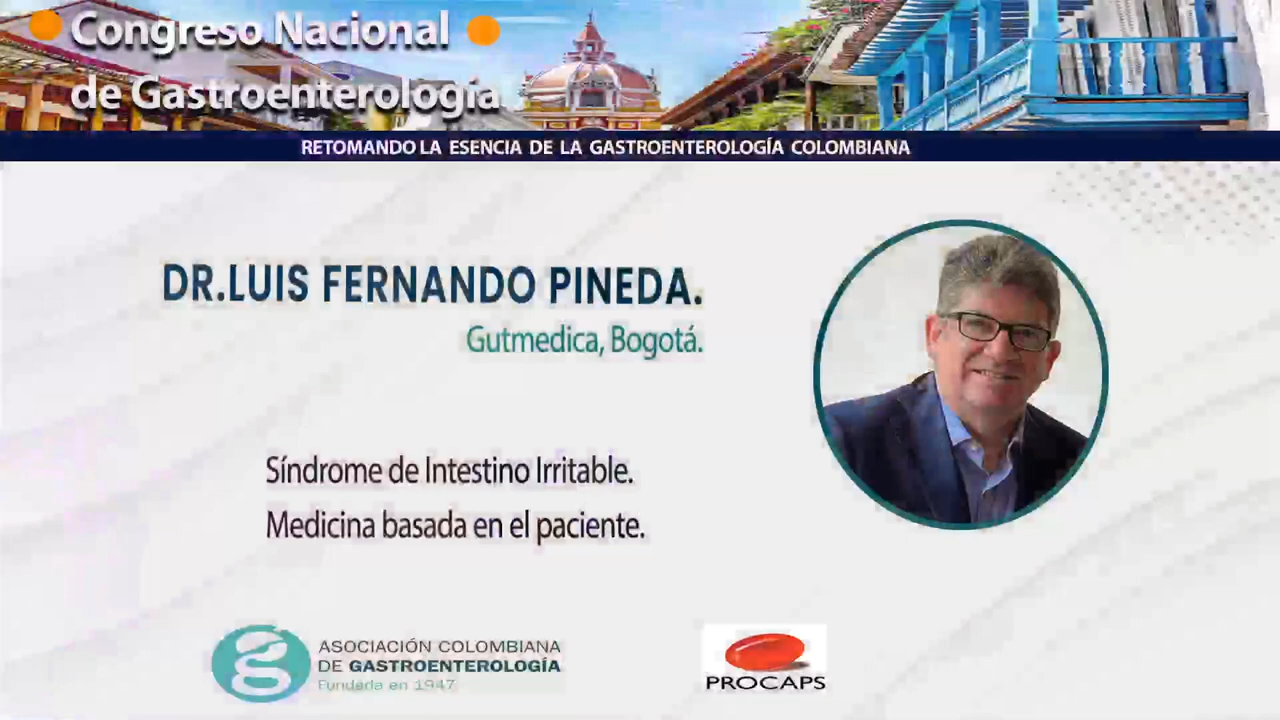 Congreso Nacional
de Gastroenterología
RETOMANDO LA ESENCIA DE LA GASTROENTEROLOGÍA COLOMBIANA
DR.LUIS FERNANDO PINEDA.
Gutmedica, Bogotá.
Síndrome de Intestino Irritable.
Medicina basada en el paciente.
ASOCIACIÓN COLOMBIANA
DE GASTROENTEROLOGÍA
Fundada en 1947
PROCAPS